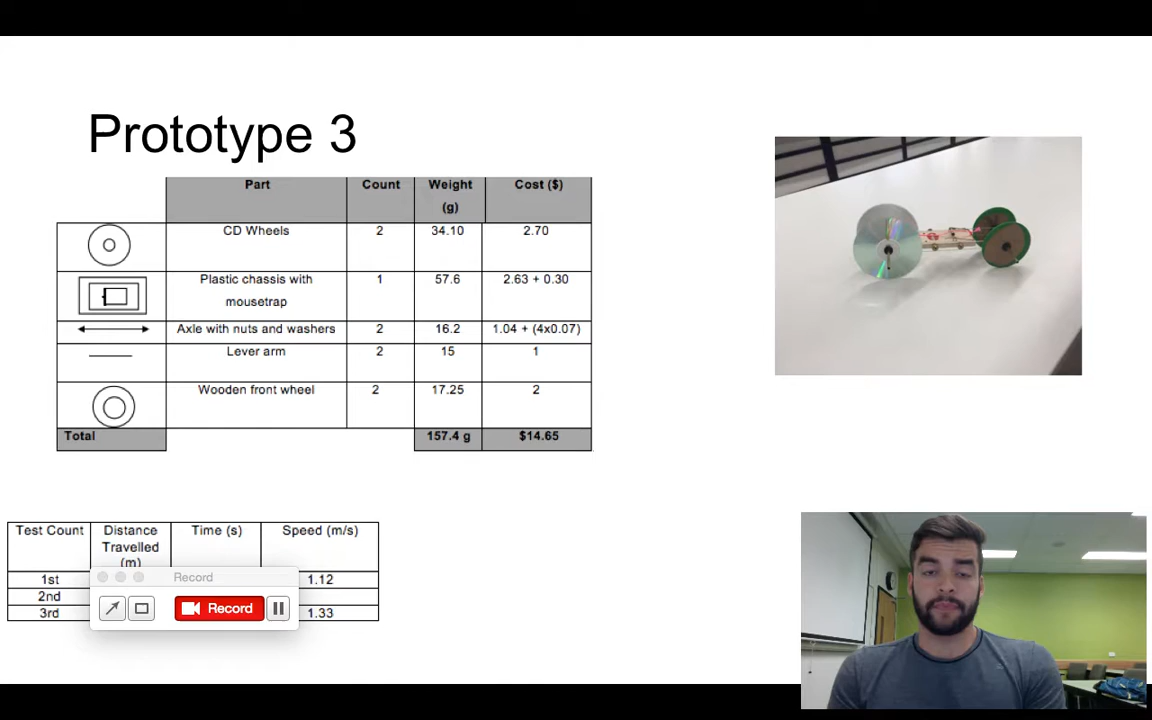 Prototype 3
Part Count Weight (g) Cost ($)
CD Wheels 2 34.10 2.70
Plastic chassis with mousetrap 1 57.6 2.63 + 0.30
Axle with nuts and washers 2 16.2 1.04 + (4x0.07)
Lever arm 2 15 1
Wooden front wheel 2 17.25 2
Total 157.4 g $14.65
Test Count Distance Travelled (m) Time (s) Speed (m/s)
1st 1.12
2nd
3rd 1.33
Record
Record